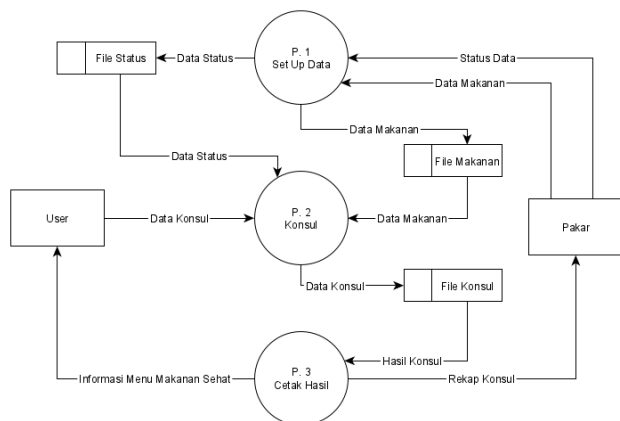 P. 1
Set Up Data
File Status
Data Status
Status Data
Data Makanan
Data Makanan
File Makanan
Data Status
User
Data Konsul
P. 2
Konsul
Data Makanan
Pakar
Data Konsul
File Konsul
Hasil Konsul
Informasi Menu Makanan Sehat
P. 3
Cetak Hasil
Rekap Konsul